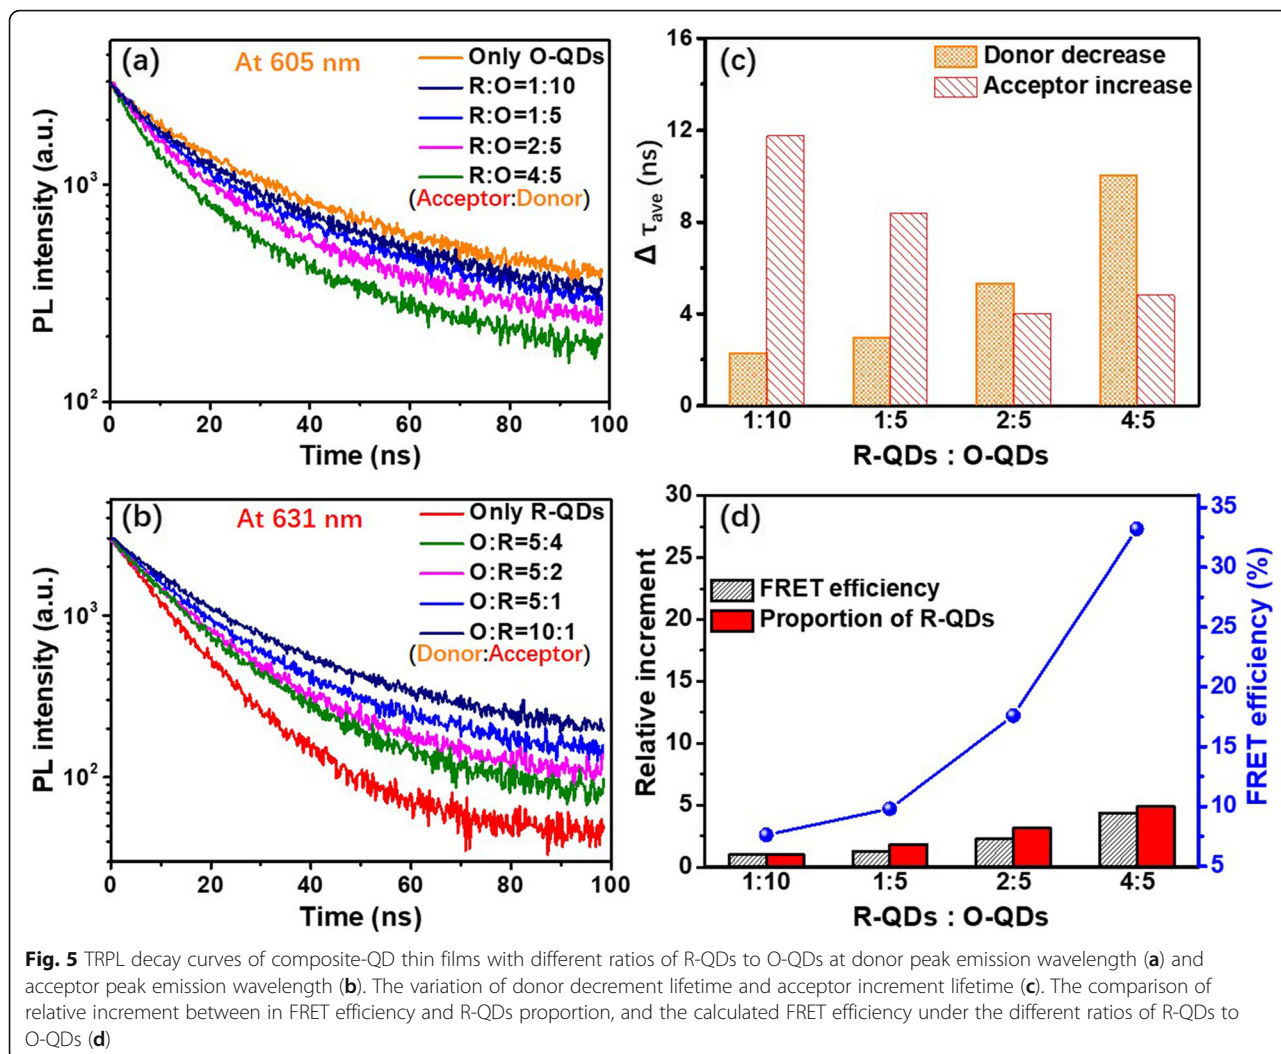 (a)
At 605 nm
Only O-QDs
R:O=1:10
R:O=1:5
R:O=2:5
R:O=4:5
(Acceptor:Donor)
PL intensity (a.u.)
10³
10²
0 20 40 60 80 100
Time (ns)
(c)
Donor decrease
Acceptor increase
Δ τave (ns)
16
12
8
4
0
1:10 1:5 2:5 4:5
R-QDs : O-QDs
(b)
At 631 nm
Only R-QDs
O:R=5:4
O:R=5:2
O:R=5:1
O:R=10:1
(Donor:Acceptor)
PL intensity (a.u.)
10³
10²
0 20 40 60 80 100
Time (ns)
(d)
FRET efficiency
Proportion of R-QDs
Relative increment
30
25
20
15
10
5
0
1:10 1:5 2:5 4:5
R-QDs : O-QDs
35
30
25
20
15
10
5
FRET efficiency (%)
Fig. 5 TRPL decay curves of composite-QD thin films with different ratios of R-QDs to O-QDs at donor peak emission wavelength (a) and
acceptor peak emission wavelength (b). The variation of donor decrement lifetime and acceptor increment lifetime (c). The comparison of
relative increment between in FRET efficiency and R-QDs proportion, and the calculated FRET efficiency under the different ratios of R-QDs to
O-QDs (d)